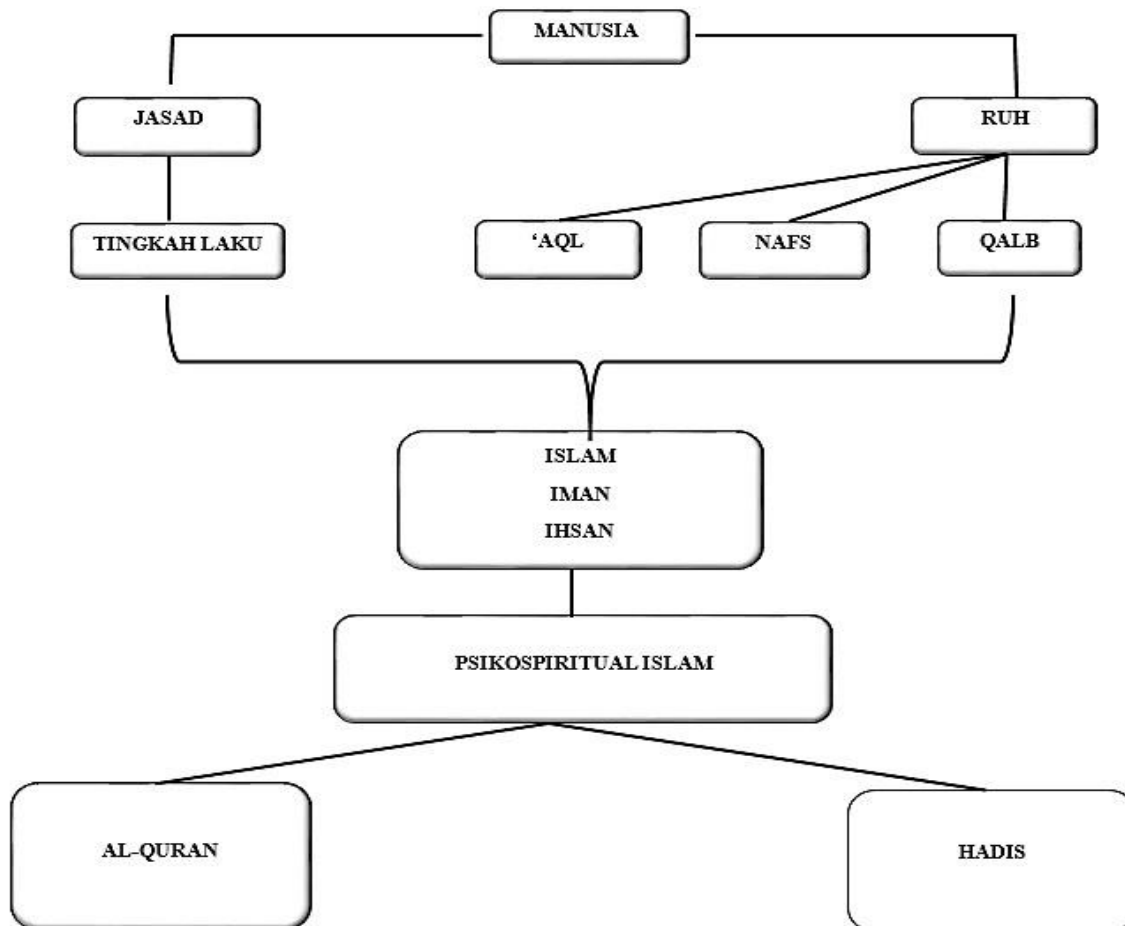 MANUSIA
JASAD
RUH
TINGKAH LAKU
‘AQL
NAFS
QALB
ISLAM
IMAN
IHSAN
PSIKOSPIRITUAL ISLAM
AL-QURAN
HADIS